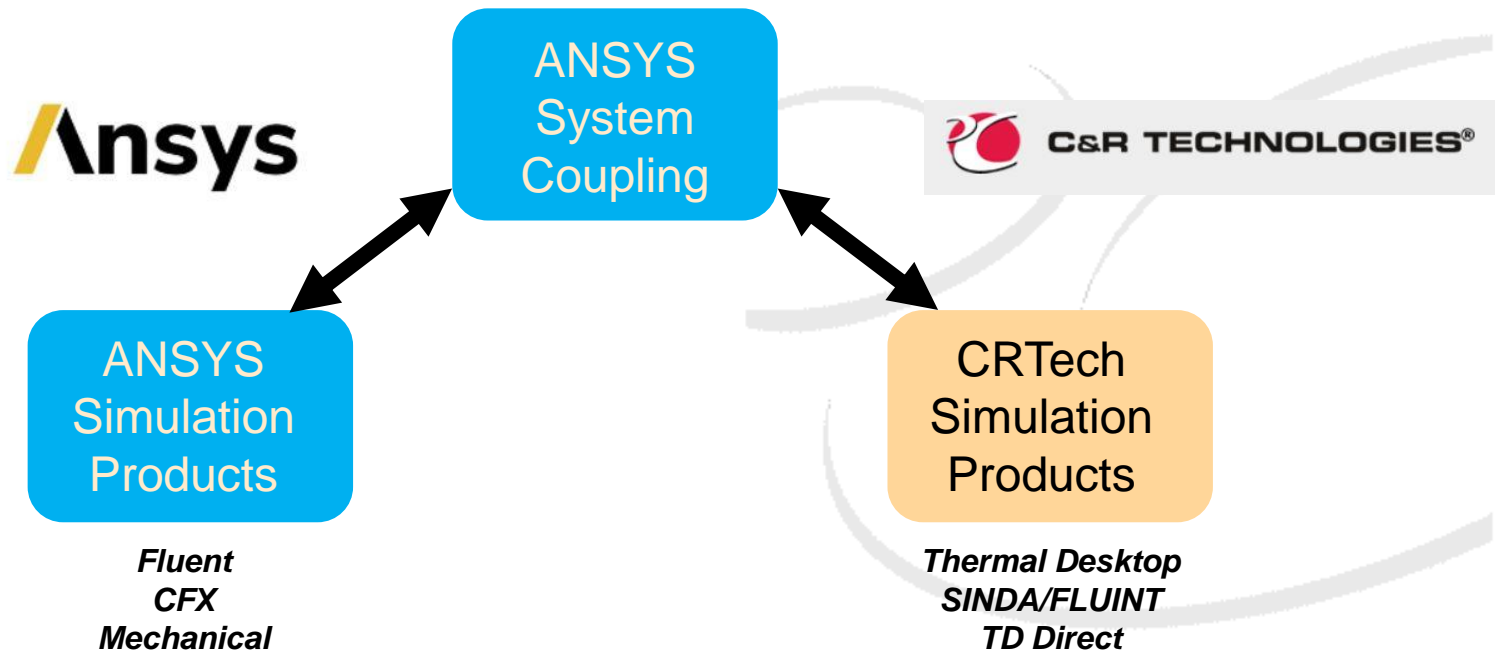 Ansys
ANSYS
System
Coupling
C&R TECHNOLOGIES®
ANSYS
Simulation
Products
CRTech
Simulation
Products
Fluent
CFX
Mechanical
Thermal Desktop
SINDA/FLUINT
TD Direct